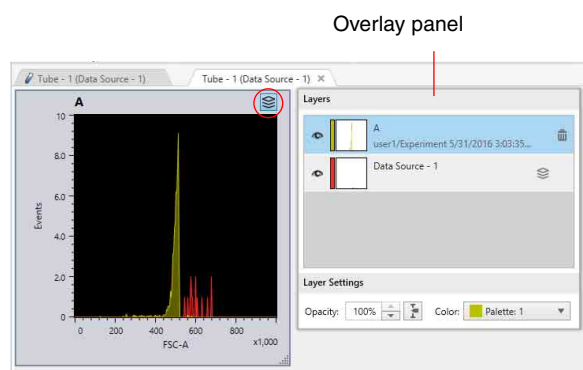 Overlay panel
Tube - 1 (Data Source - 1)
Tube - 1 (Data Source - 1) ×
A
Layers
A
user1/Experiment 5/31/2016 3:03:35...
Data Source - 1
10
8.0
6.0
4.0
2.0
0
Events
0 200 400 600 800
FSC-A
x1,000
Layer Settings
Opacity: 100% Color: Palette: 1